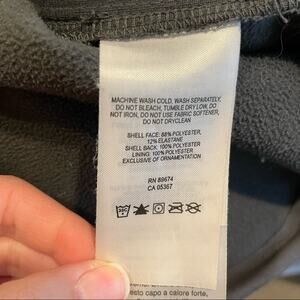 MACHINE WASH COLD, WASH SEPARATELY,
DO NOT BLEACH, TUMBLE DRY LOW, DO
NOT IRON, DO NOT USE FABRIC SOFTENER,
DO NOT DRYCLEAN
SHELL FACE: 88% POLYESTER,
12% ELASTANE
SHELL BACK: 100% POLYESTER
LINING: 100% POLYESTER
EXCLUSIVE OF ORNAMENTATION
RN 89674
CA 05367
esto capo a calore forte,